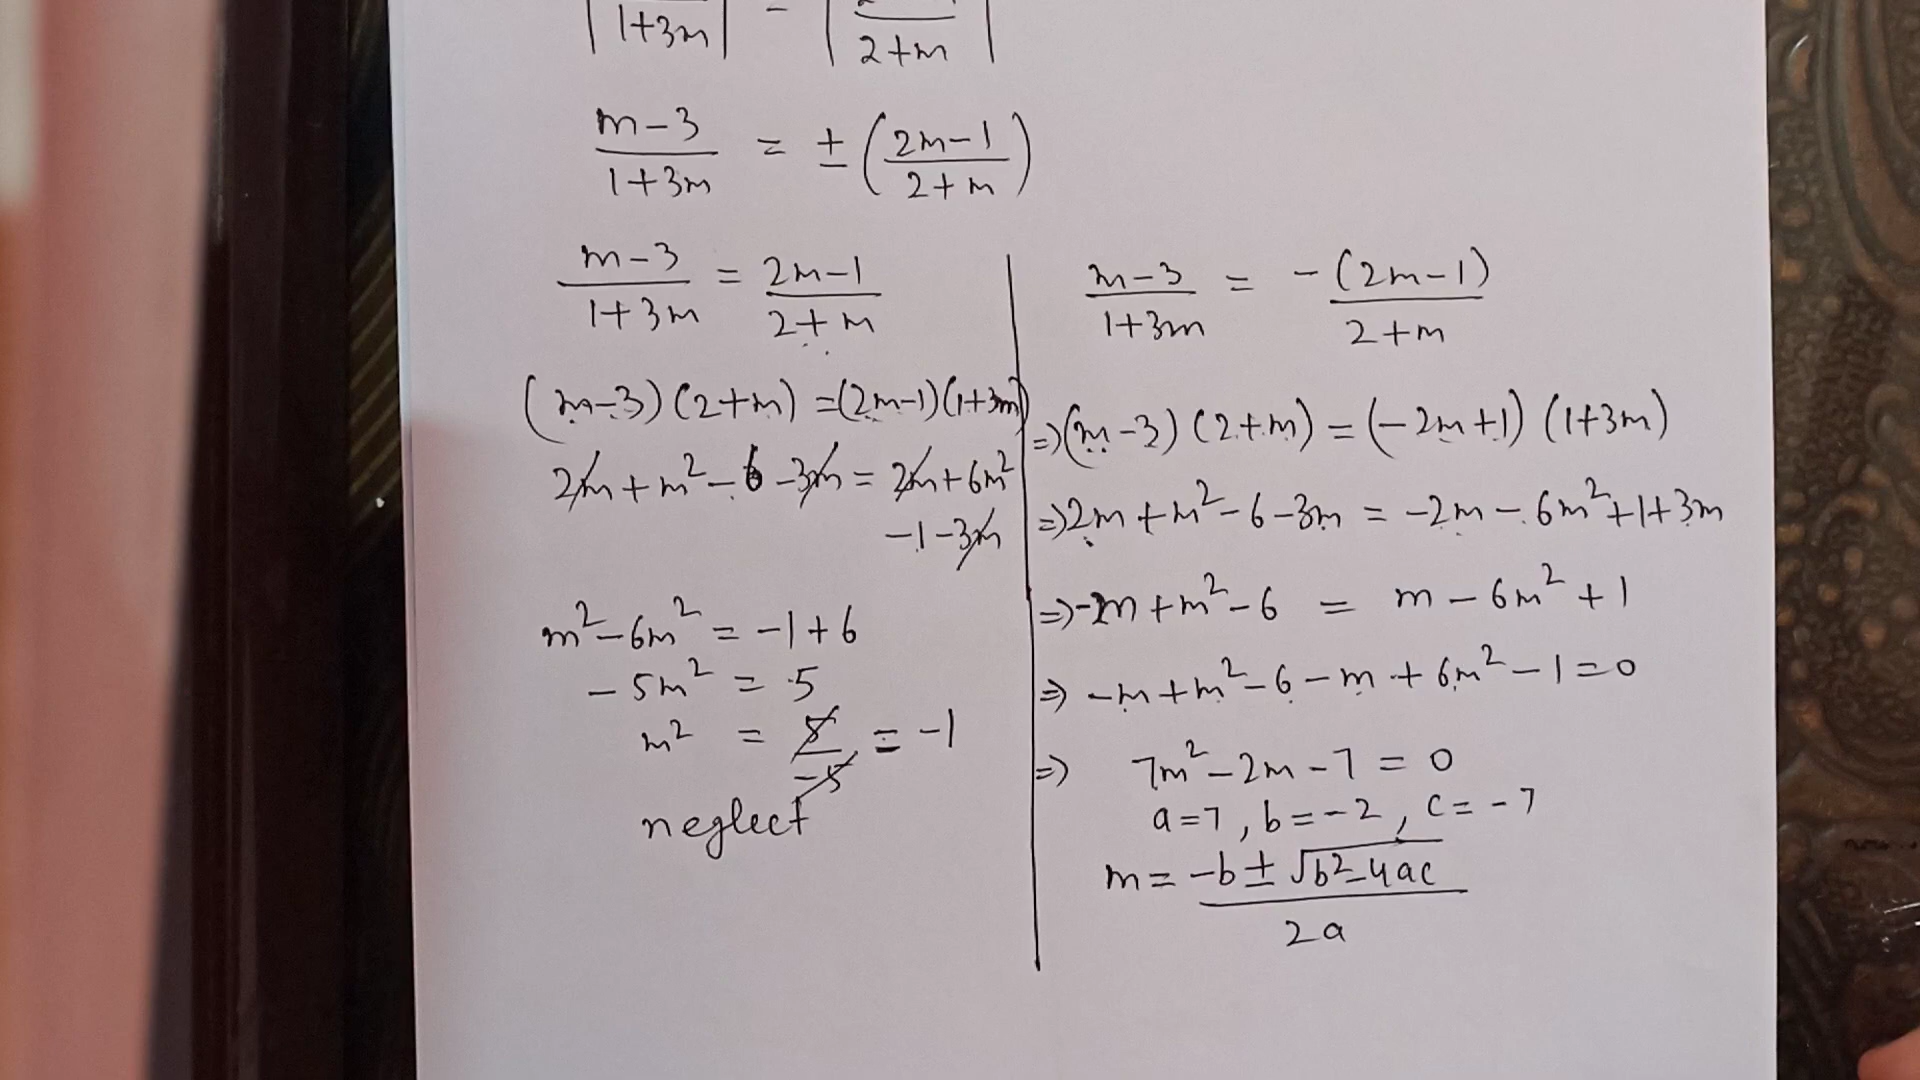 |1+3m| = |2+m|
m-3/1+3m = ±(2m-1/2+m)
m-3/1+3m = 2m-1/2+m
(m-3)(2+m) = (2m-1)(1+3m)
2m+m²-6-3m = 2m+6m²
-1-3m
m²-6m² = -1+6
-5m² = 5
m² = 5/-5 = -1
neglect
m-3/1+3m = -(2m-1)/2+m
⇒(m-3)(2+m) = (-2m+1)(1+3m)
⇒2m+m²-6-3m = -2m-6m²+1+3m
⇒-m+m²-6 = m-6m²+1
⇒ -m+m²-6-m+6m²-1=0
⇒ 7m²-2m-7 = 0
a=7, b=-2, c=-7
m = -b±√b²-4ac/2a